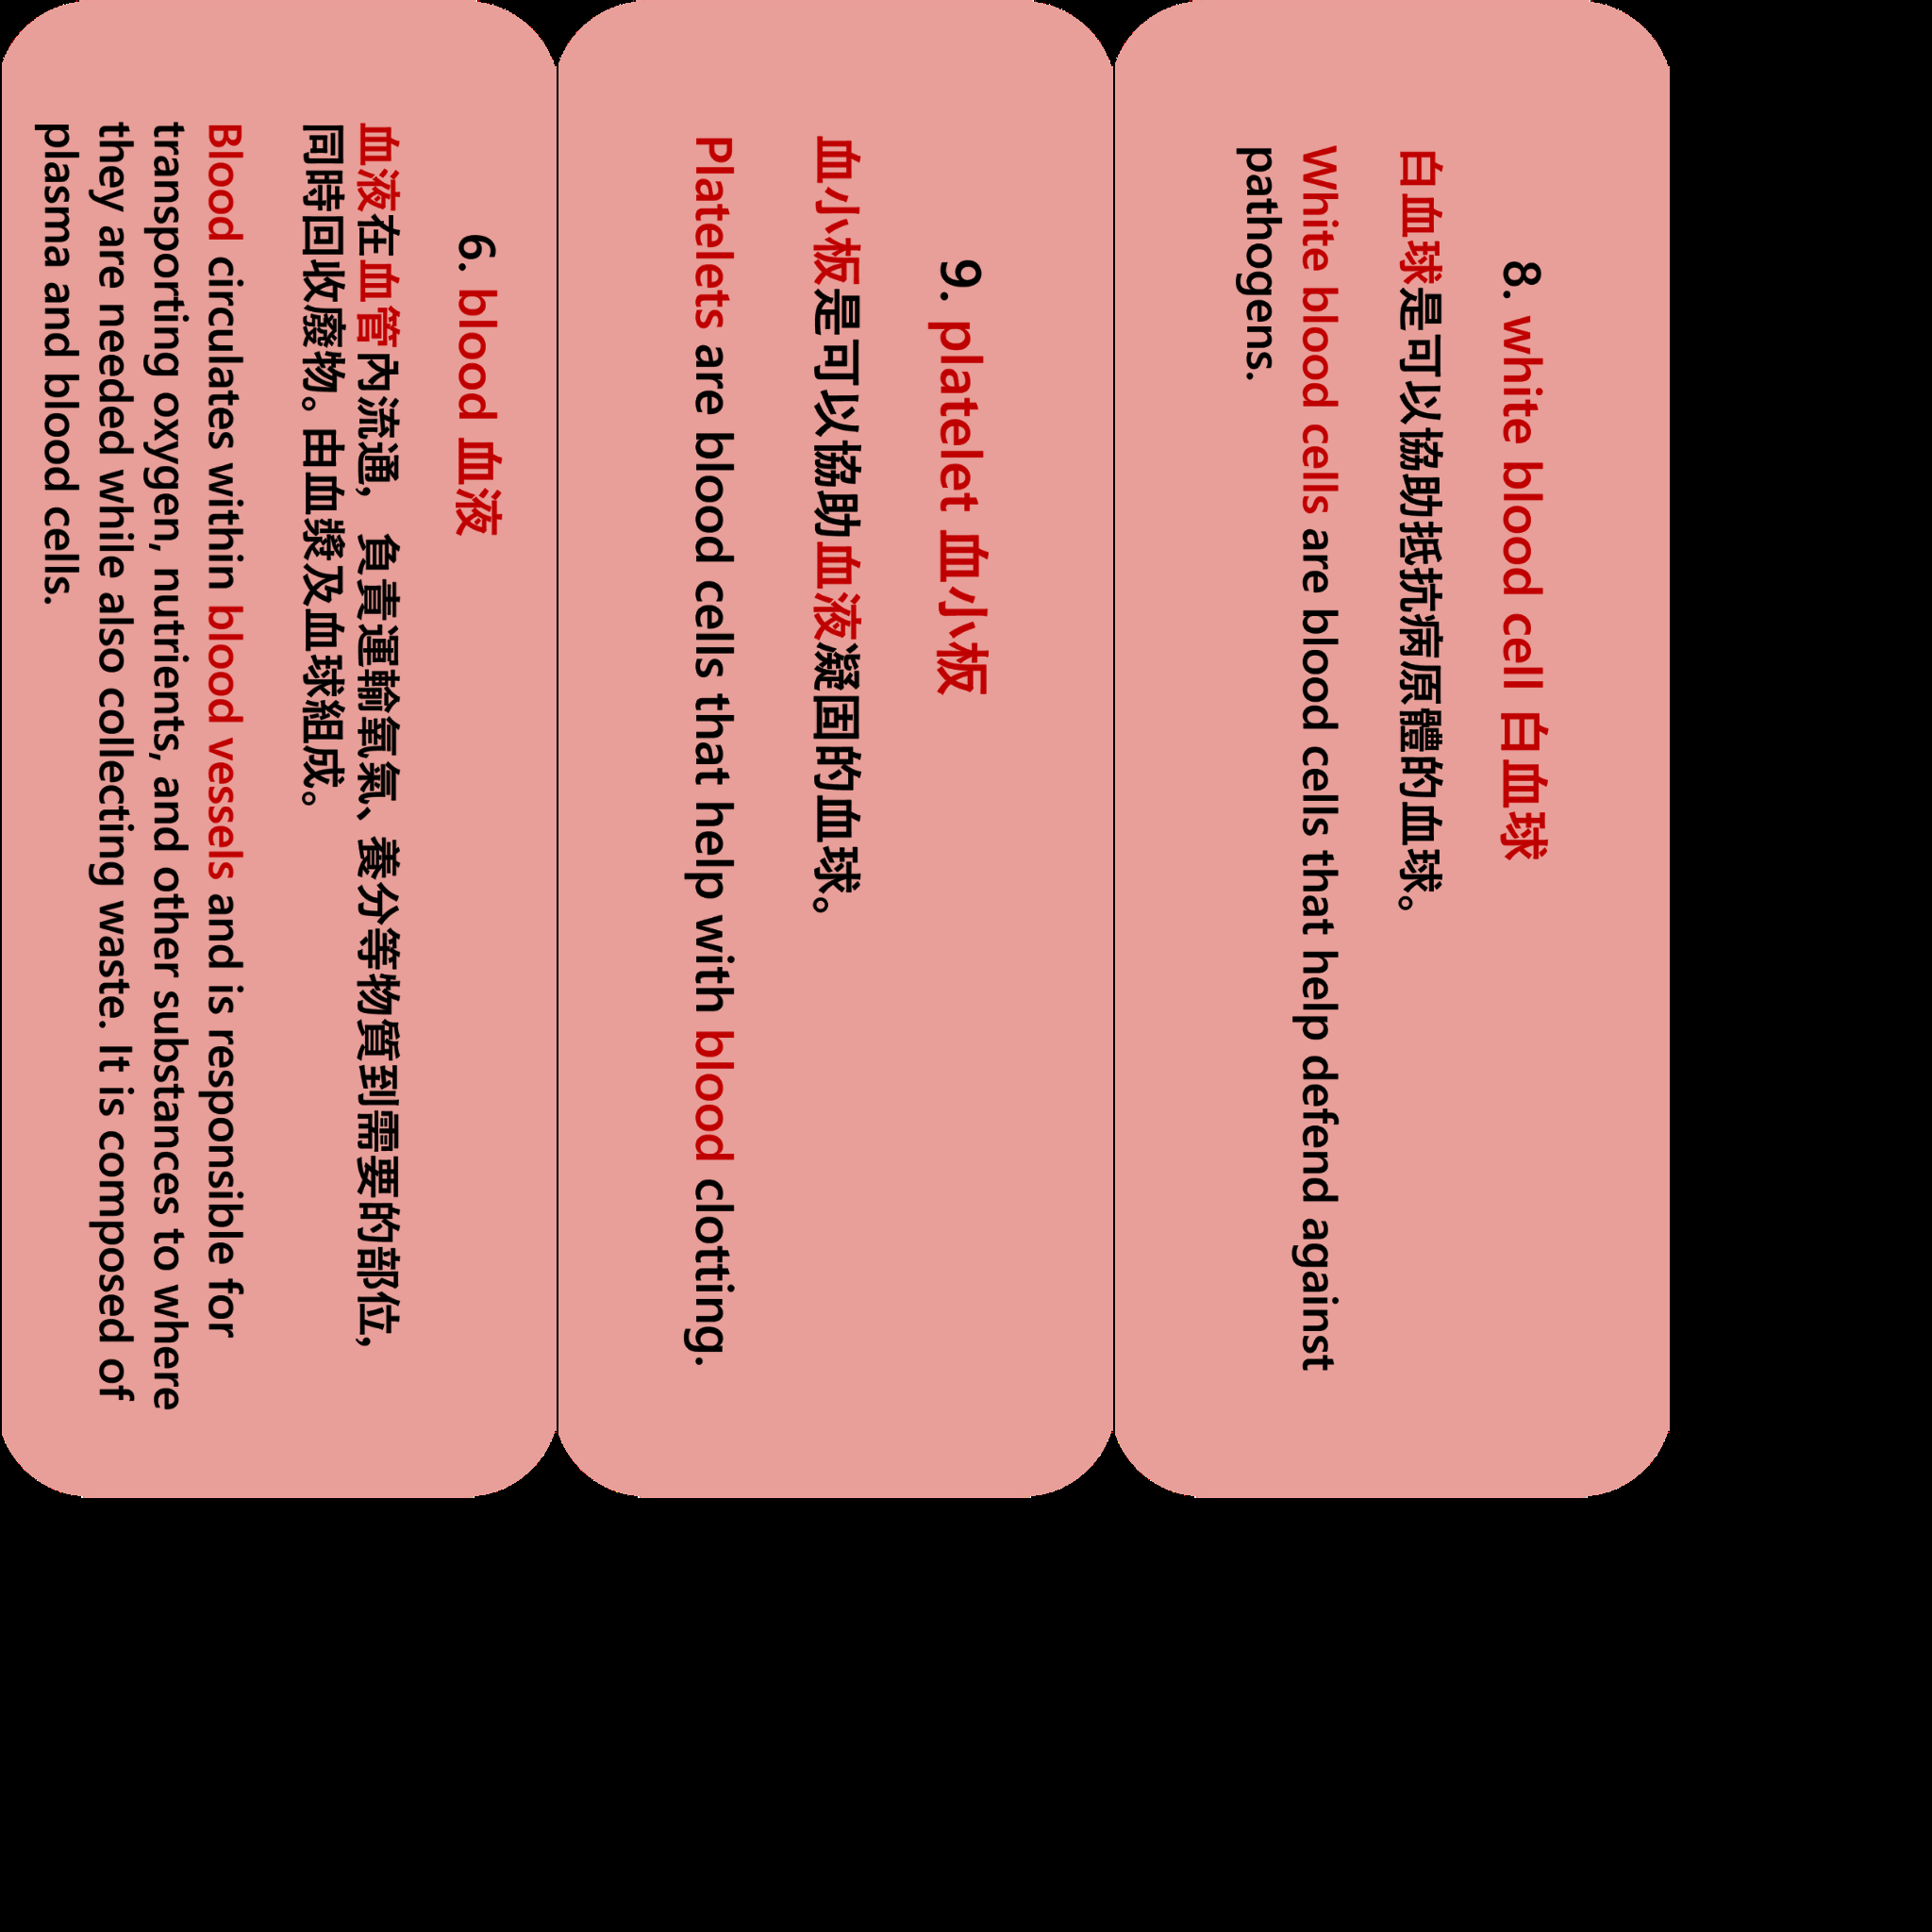 8. white blood cell 白血球
白血球是可以協助抵抗病原體的血球。
White blood cells are blood cells that help defend against
pathogens.
9. platelet 血小板
血小板是可以協助血液凝固的血球。
Platelets are blood cells that help with blood clotting.
6. blood 血液
血液在血管內流通，負責運輸氧氣、養分等物質到需要的部位，
同時回收廢物。由血漿及血球組成。
Blood circulates within blood vessels and is responsible for
transporting oxygen, nutrients, and other substances to where
they are needed while also collecting waste. It is composed of
plasma and blood cells.